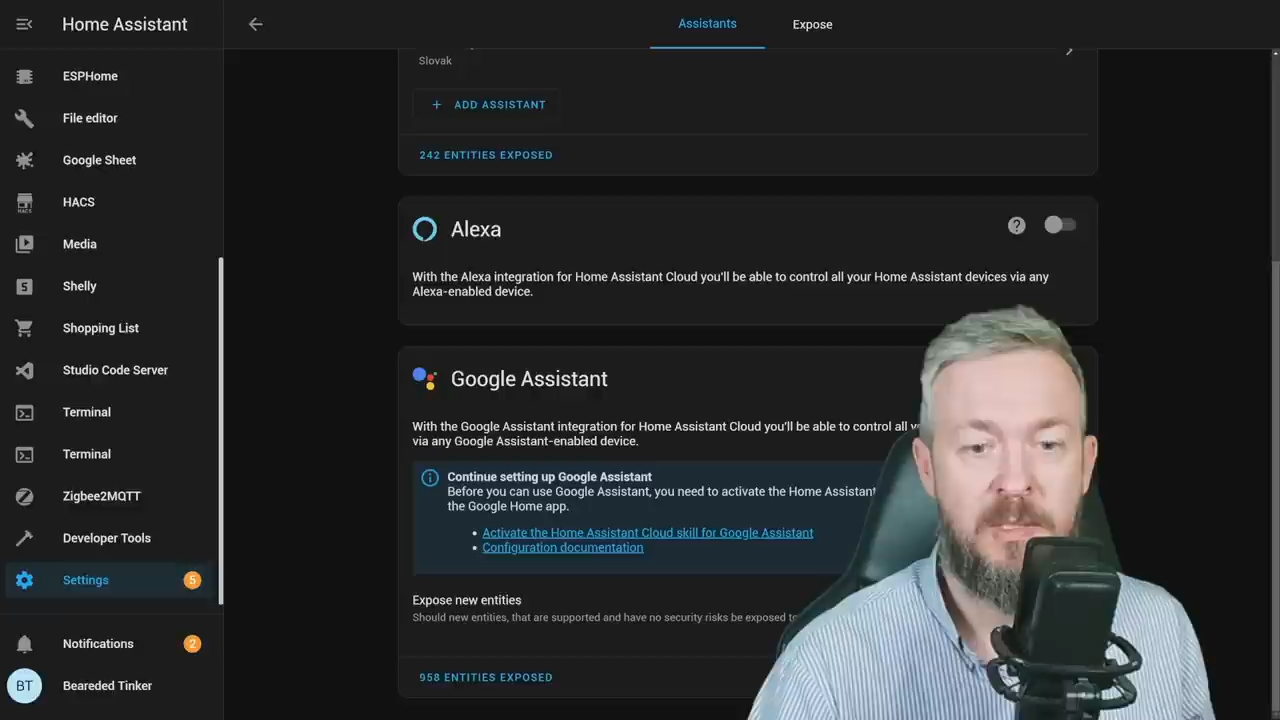 Home Assistant
Assistants
Expose
ESPHome
File editor
Google Sheet
HACS
HACS
Media
Shelly
Shopping List
Studio Code Server
Terminal
Terminal
Zigbee2MQTT
Developer Tools
Settings
5
Notifications
2
BT
Beareded Tinker
Slovak
+ ADD ASSISTANT
242 ENTITIES EXPOSED
Alexa
With the Alexa integration for Home Assistant Cloud you'll be able to control all your Home Assistant devices via any
Alexa-enabled device.
Google Assistant
With the Google Assistant integration for Home Assistant Cloud you'll be able to control all
via any Google Assistant-enabled device.
Continue setting up Google Assistant
Before you can use Google Assistant, you need to activate the Home Assistant
the Google Home app.
• Activate the Home Assistant Cloud skill for Google Assistant
• Configuration documentation
Expose new entities
Should new entities, that are supported and have no security risks be exposed
958 ENTITIES EXPOSED